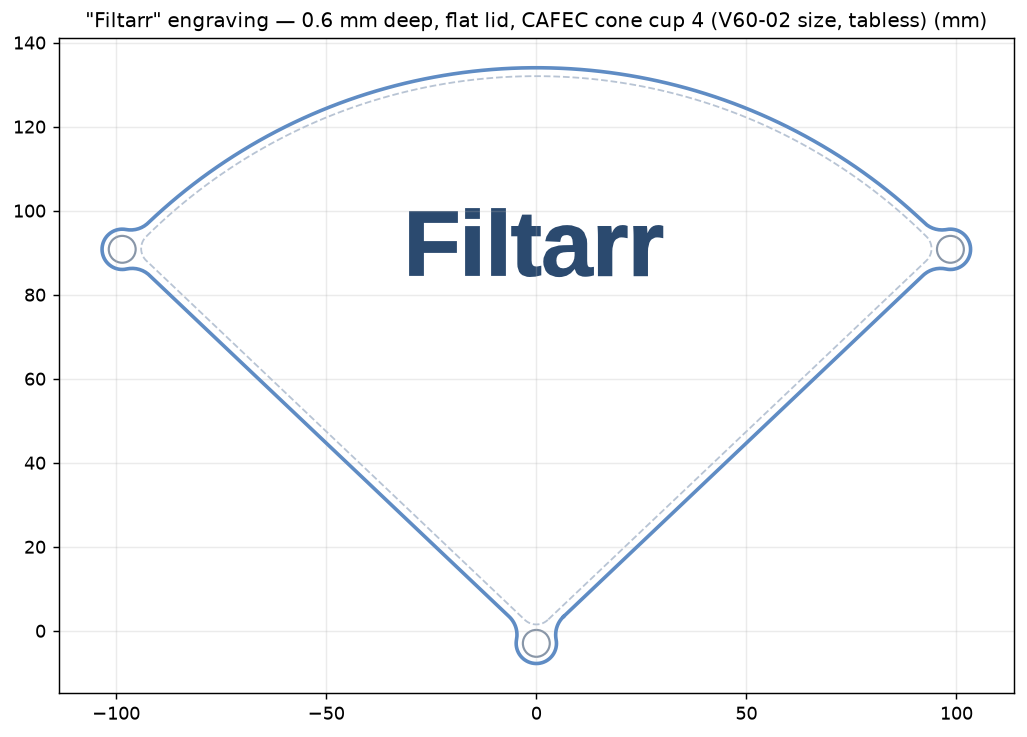 "Filtarr" engraving — 0.6 mm deep, flat lid, CAFEC cone cup 4 (V60-02 size, tabless) (mm)
140
120
100
80
60
40
20
0
Filtarr
−100 −50 0 50 100